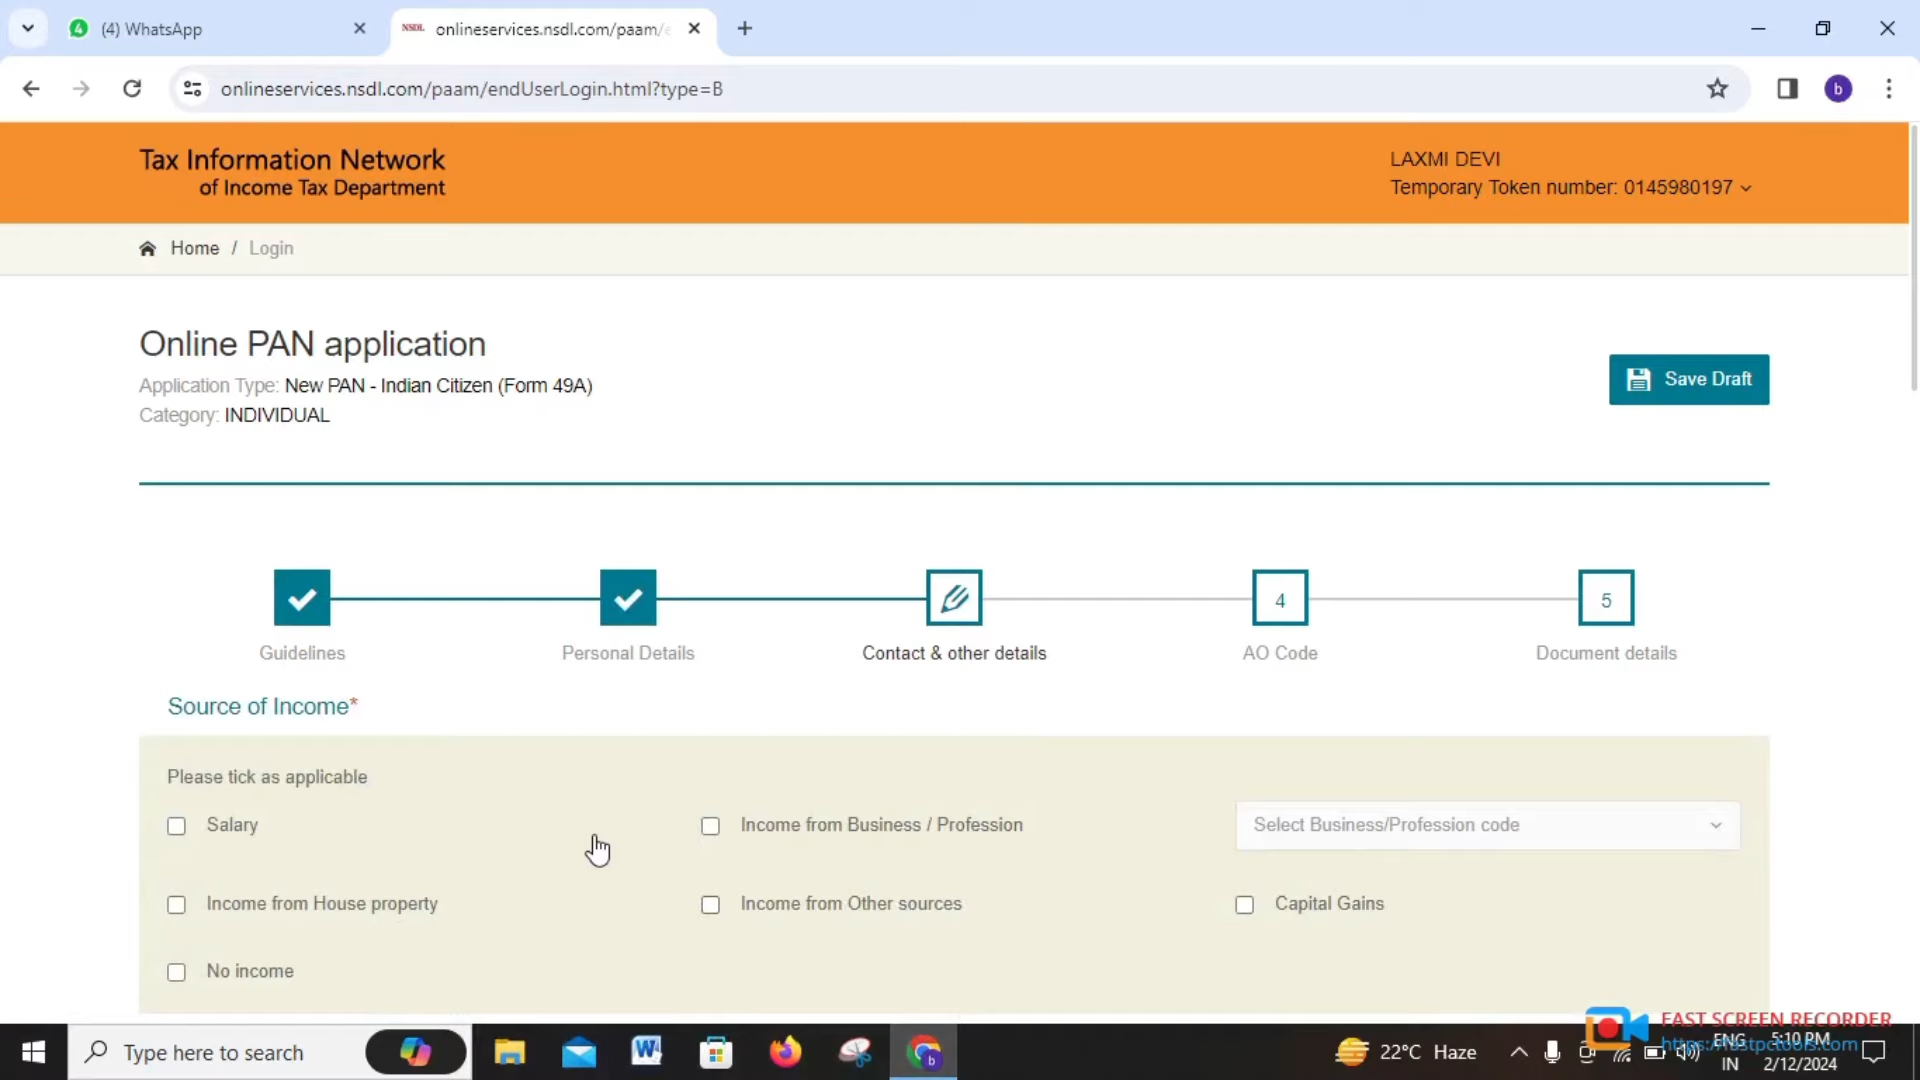 (4) WhatsApp
NSDL onlineservices.nsdl.com/paam/
onlineservices.nsdl.com/paam/endUserLogin.html?type=B
b
Tax Information Network
of Income Tax Department
LAXMI DEVI
Temporary Token number: 0145980197
Home / Login
Online PAN application
Application Type: New PAN - Indian Citizen (Form 49A)
Category: INDIVIDUAL
Save Draft
4
5
Guidelines
Personal Details
Contact & other details
AO Code
Document details
Source of Income*
Please tick as applicable
Salary
Income from Business / Profession
Select Business/Profession code
Income from House property
Income from Other sources
Capital Gains
No income
FAST SCREEN RECORDER
https://fastpctools.com
Type here to search
22°C Haze
ENG
IN
5:10 PM
2/12/2024